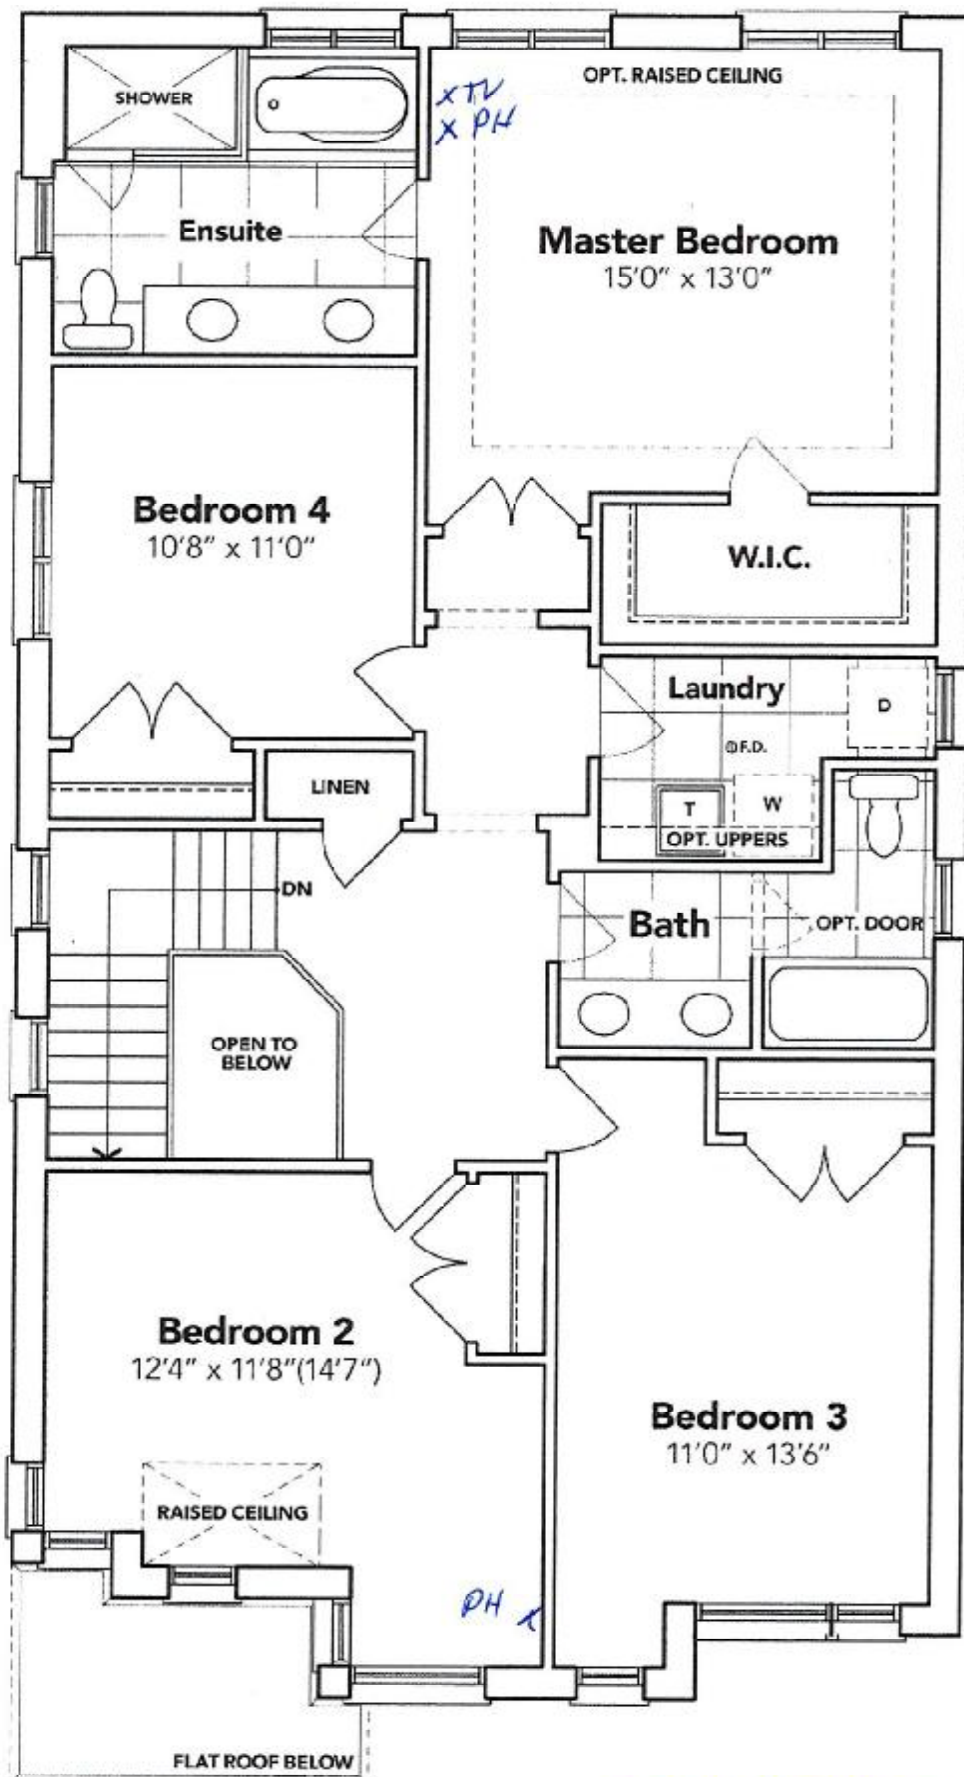 OPT. RAISED CEILING
SHOWER
x TV
x PH
Ensuite
Master Bedroom
15'0" x 13'0"
Bedroom 4
10'8" x 11'0"
W.I.C.
Laundry
D
F.D.
LINEN
T
W
OPT. UPPERS
DN
Bath
OPT. DOOR
OPEN TO
BELOW
Bedroom 2
12'4" x 11'8"(14'7")
Bedroom 3
11'0" x 13'6"
RAISED CEILING
PH x
FLAT ROOF BELOW